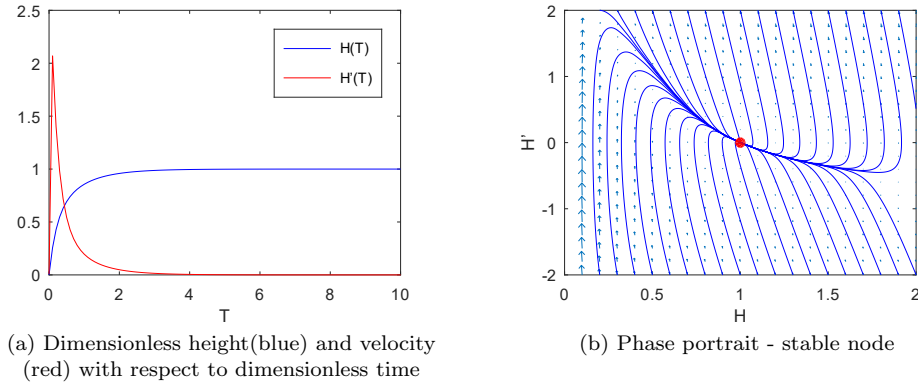 2.5
2
1.5
1
0.5
0
0 2 4 6 8 10
T
H(T)
H'(T)
(a) Dimensionless height(blue) and velocity
(red) with respect to dimensionless time
2
1
0
-1
-2
H'
0 0.5 1 1.5 2
H
(b) Phase portrait - stable node